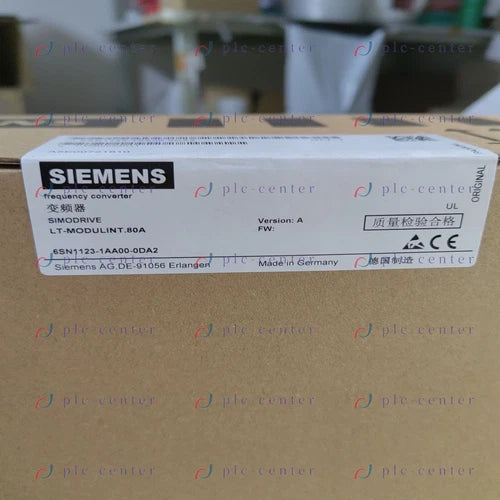 SIEMENS
frequency converter
变频器
SIMODRIVE
LT-MODULINT.80A
6SN1123-1AA00-0DA2
Siemens AG,DE-91056 Erlangen
Version: A
FW:
Made in Germany
ORIGINAL
UL
质量检验合格
CE
德国制造
plc-center